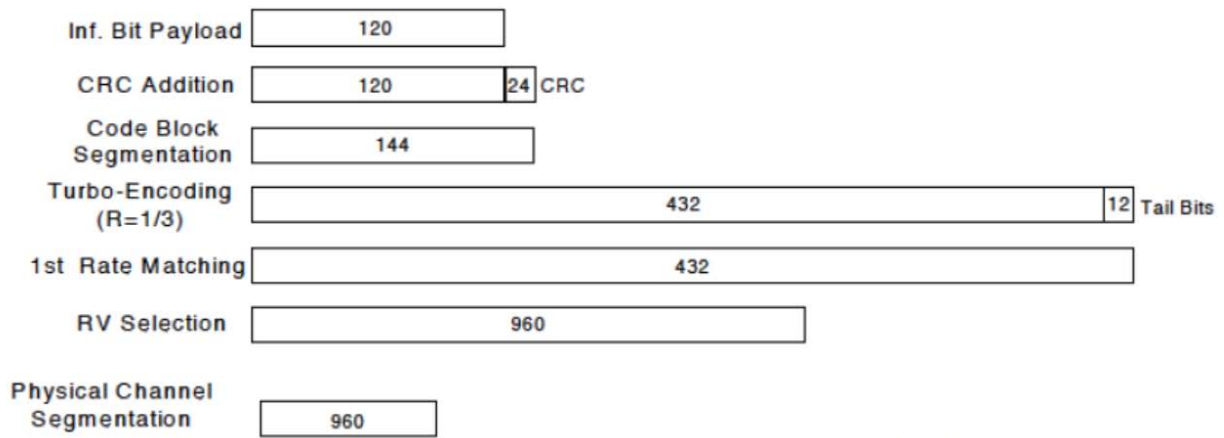 Inf. Bit Payload 120
CRC Addition 120 24 CRC
Code Block
Segmentation 144
Turbo-Encoding
(R=1/3) 432 12 Tail Bits
1st Rate Matching 432
RV Selection 960
Physical Channel
Segmentation 960